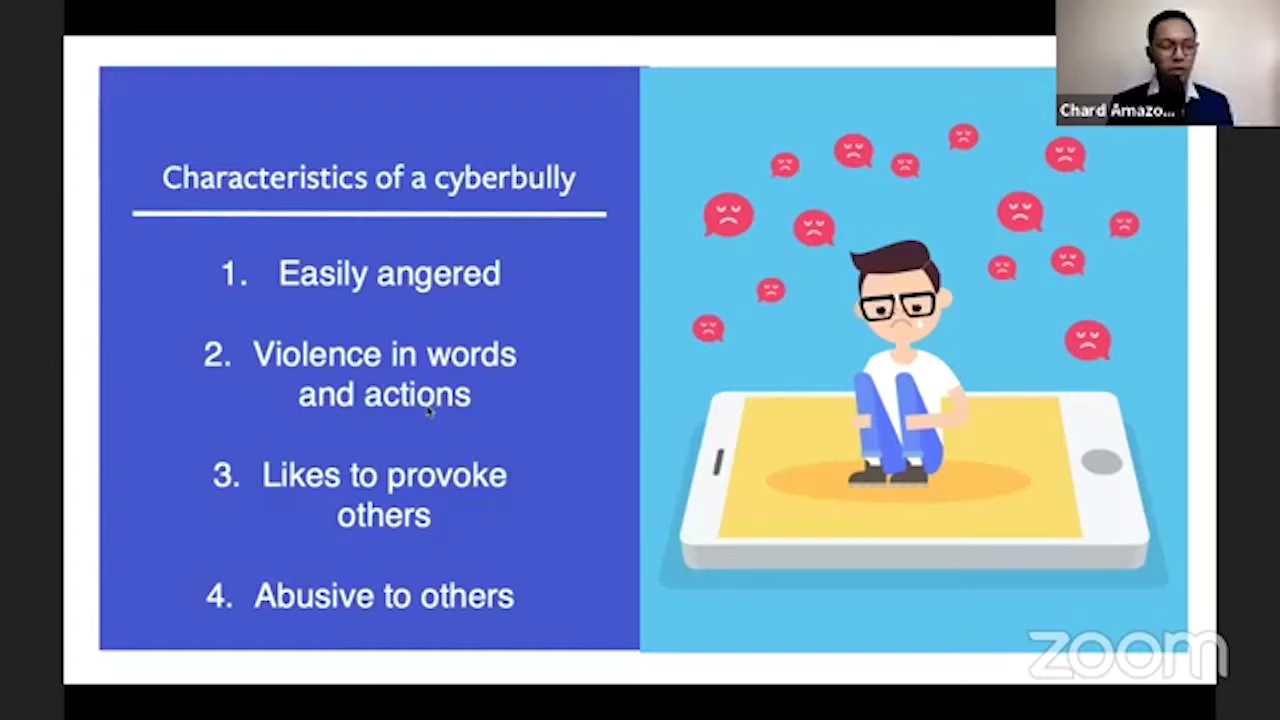 Chard Amazo...
Characteristics of a cyberbully
1. Easily angered
2. Violence in words
and actions
3. Likes to provoke
others
4. Abusive to others
zoom